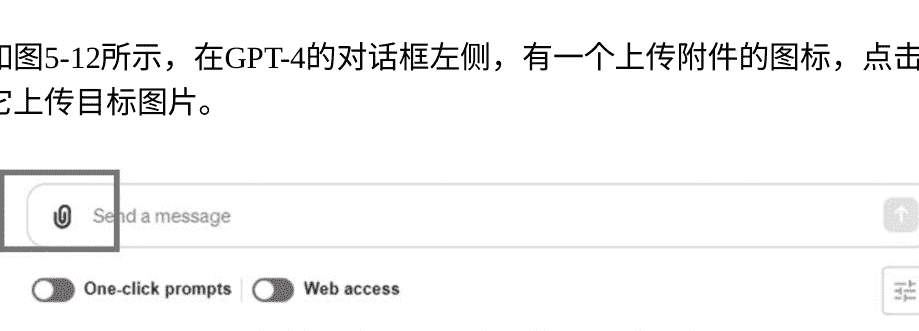 如图5-12所示，在GPT-4的对话框左侧，有一个上传附件的图标，点击
它上传目标图片。
Send a message
One-click prompts
Web access